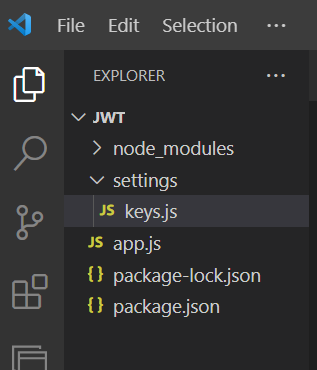 File Edit Selection ...
EXPLORER ...
JWT
node_modules
settings
JS keys.js
JS app.js
{} package-lock.json
{} package.json